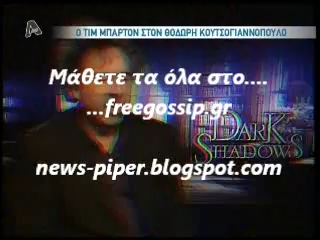 Ο ΤΙΜ ΜΠΑΡΤΟΝ ΣΤΟΝ ΘΟΔΩΡΗ ΚΟΥΤΣΟΓΙΑΝΝΟΠΟΥΛΟ
Μάθετε τα όλα στο....
...freegossip.gr
DARK
SHADOWS
news-piper.blogspot.com